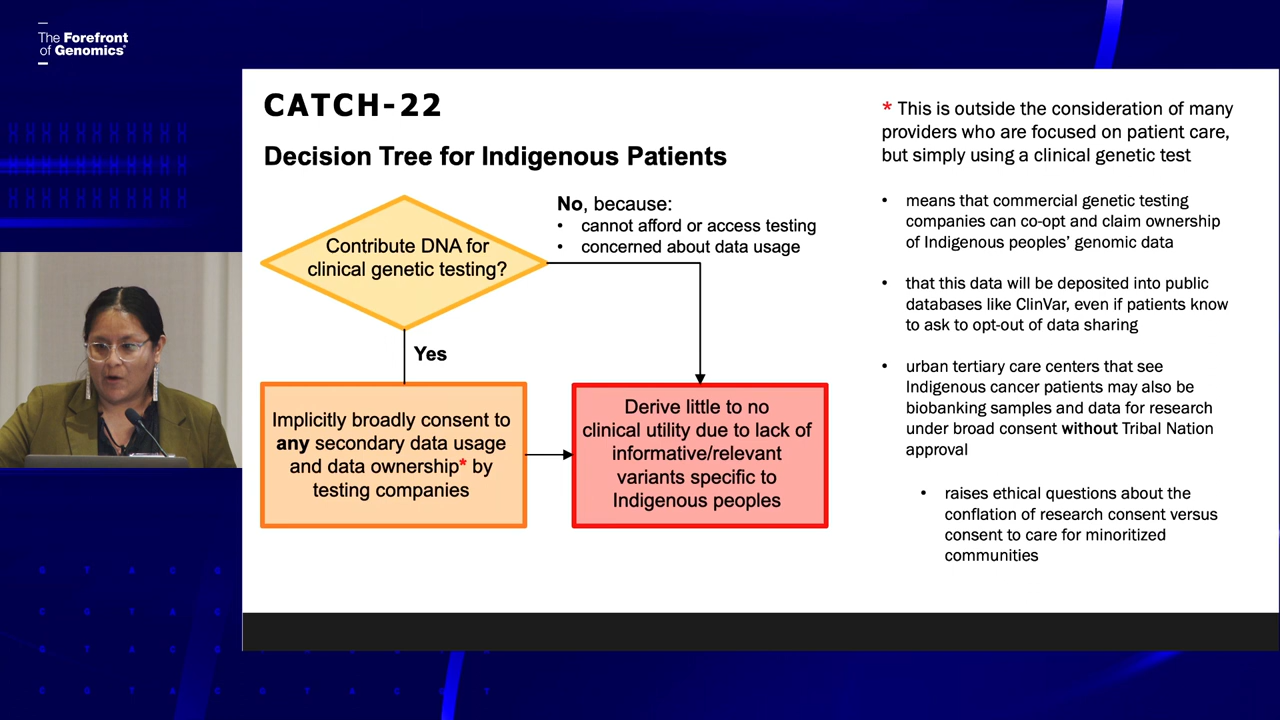 The Forefront
of Genomics®
CATCH-22
Decision Tree for Indigenous Patients
Contribute DNA for
clinical genetic testing?
No, because:
• cannot afford or access testing
• concerned about data usage
Yes
Implicitly broadly consent to
any secondary data usage
and data ownership* by
testing companies
Derive little to no
clinical utility due to lack of
informative/relevant
variants specific to
Indigenous peoples
* This is outside the consideration of many
providers who are focused on patient care,
but simply using a clinical genetic test
• means that commercial genetic testing
companies can co-opt and claim ownership
of Indigenous peoples’ genomic data
• that this data will be deposited into public
databases like ClinVar, even if patients know
to ask to opt-out of data sharing
• urban tertiary care centers that see
Indigenous cancer patients may also be
biobanking samples and data for research
under broad consent without Tribal Nation
approval
• raises ethical questions about the
conflation of research consent versus
consent to care for minoritized
communities